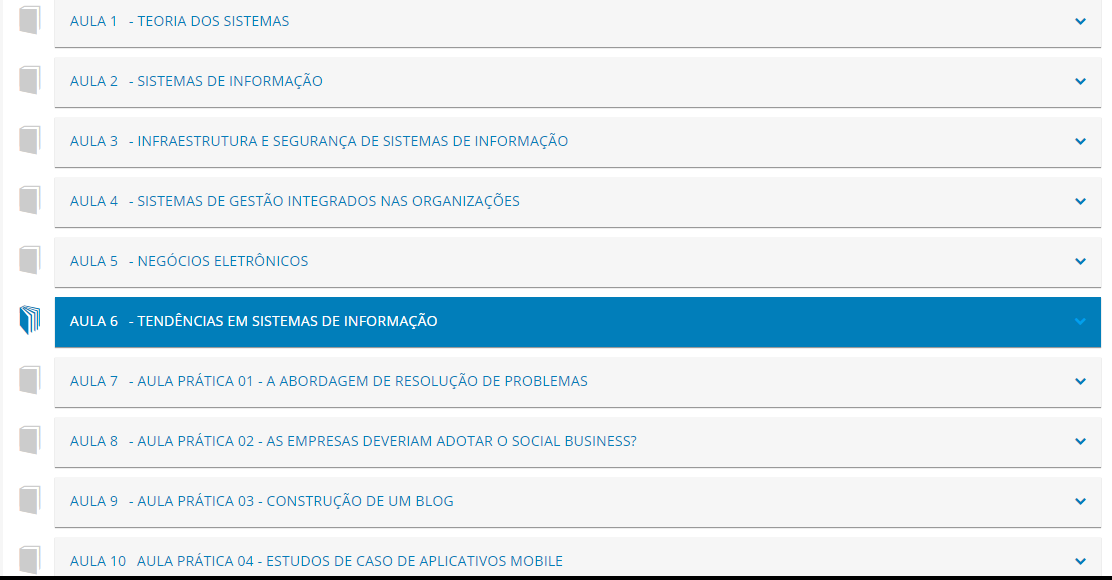 AULA 1 - TEORIA DOS SISTEMAS
AULA 2 - SISTEMAS DE INFORMAÇÃO
AULA 3 - INFRAESTRUTURA E SEGURANÇA DE SISTEMAS DE INFORMAÇÃO
AULA 4 - SISTEMAS DE GESTÃO INTEGRADOS NAS ORGANIZAÇÕES
AULA 5 - NEGÓCIOS ELETRÔNICOS
AULA 6 - TENDÊNCIAS EM SISTEMAS DE INFORMAÇÃO
AULA 7 - AULA PRÁTICA 01 - A ABORDAGEM DE RESOLUÇÃO DE PROBLEMAS
AULA 8 - AULA PRÁTICA 02 - AS EMPRESAS DEVERIAM ADOTAR O SOCIAL BUSINESS?
AULA 9 - AULA PRÁTICA 03 - CONSTRUÇÃO DE UM BLOG
AULA 10 AULA PRÁTICA 04 - ESTUDOS DE CASO DE APLICATIVOS MOBILE